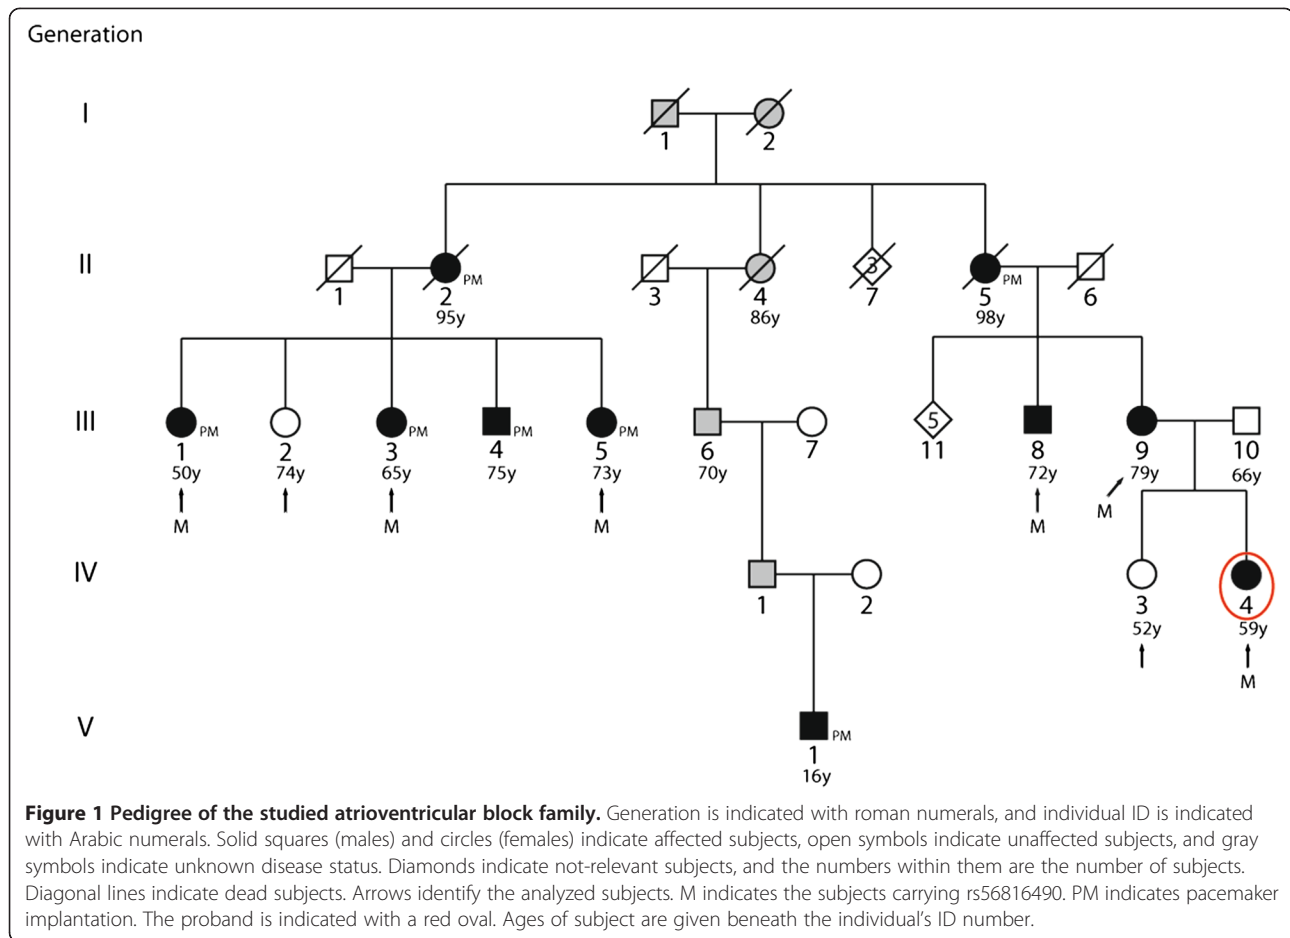 Generation
I
1 2
II
1 2 PM 3 4 3 7 5 PM 6
95y 86y 98y
III
1 PM 2 3 PM 4 PM 5 PM 6 7 5 11 8 9 10
50y 74y 65y 75y 73y 70y 72y 79y 66y
M M M M M
IV
1 2 3 4
52y 59y
M
V
1 PM
16y
Figure 1 Pedigree of the studied atrioventricular block family. Generation is indicated with roman numerals, and individual ID is indicated
with Arabic numerals. Solid squares (males) and circles (females) indicate affected subjects, open symbols indicate unaffected subjects, and gray
symbols indicate unknown disease status. Diamonds indicate not-relevant subjects, and the numbers within them are the number of subjects.
Diagonal lines indicate dead subjects. Arrows identify the analyzed subjects. M indicates the subjects carrying rs56816490. PM indicates pacemaker
implantation. The proband is indicated with a red oval. Ages of subject are given beneath the individual's ID number.